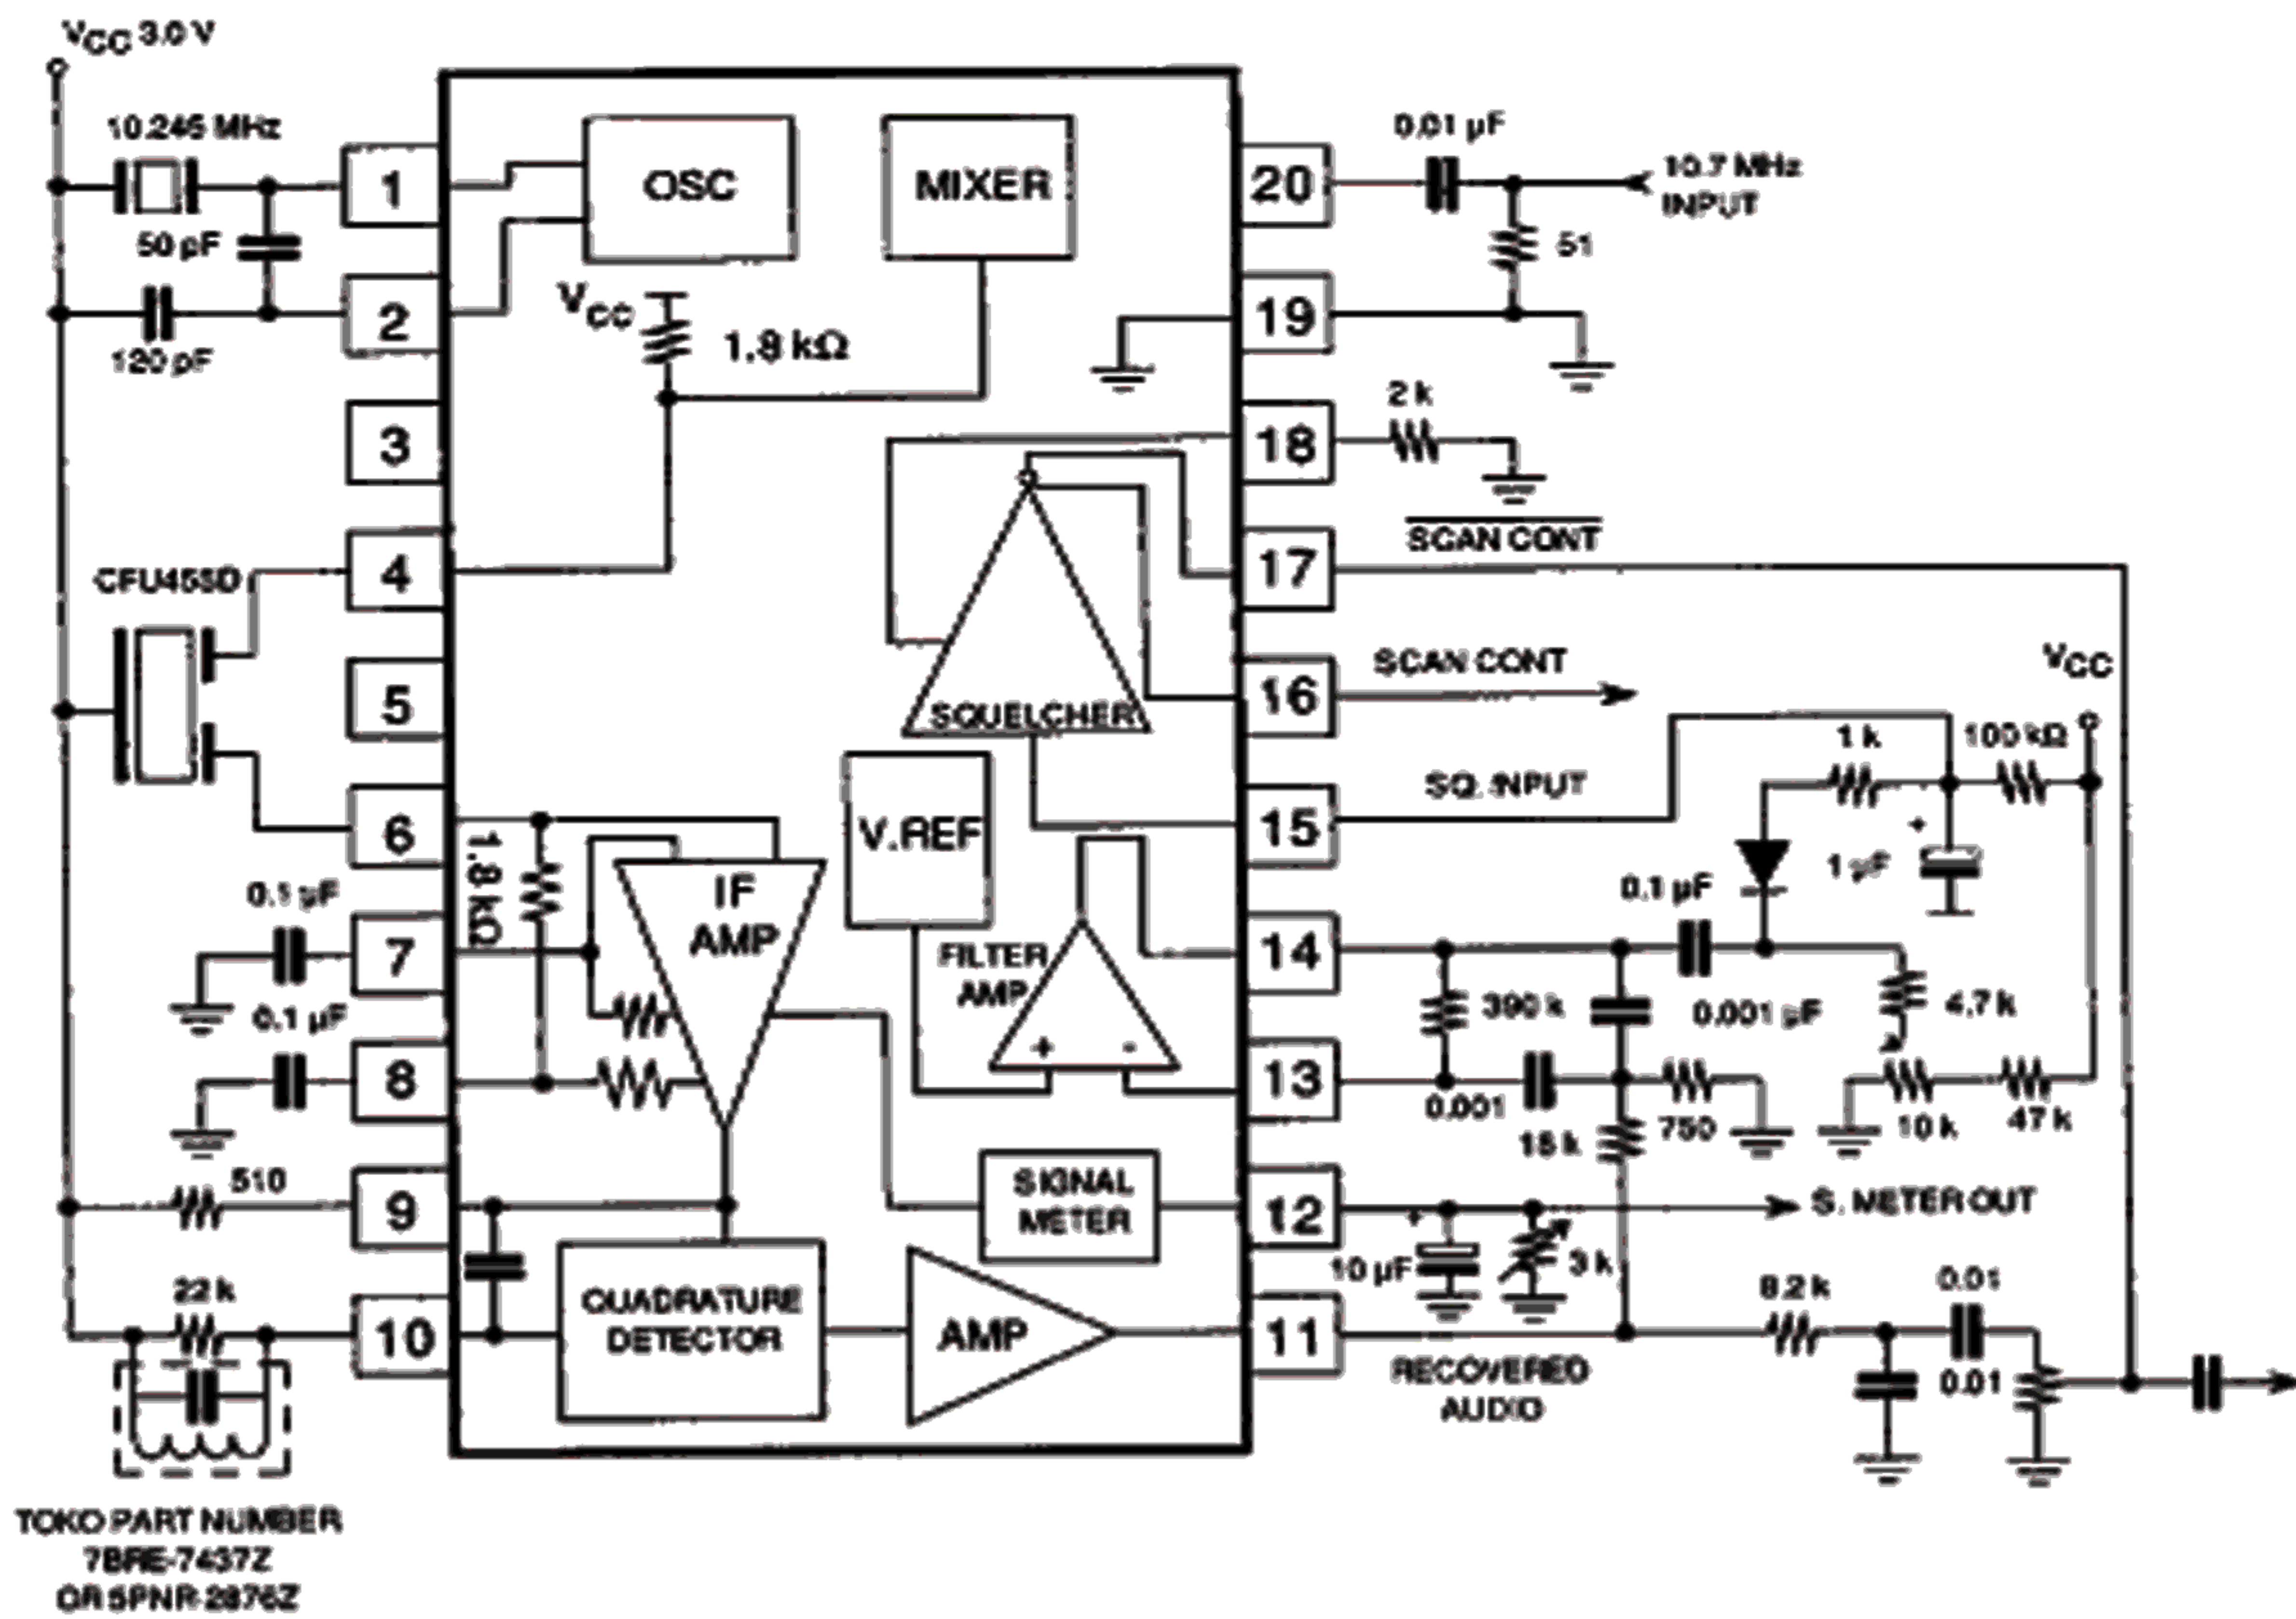 VCC 3.0 V
10.245 MHz
50 pF
120 pF
CFU455D
0.1 µF
0.1 µF
510
22 k
TOKO PART NUMBER
7BRE-7437Z
OR 5PNR-2876Z
1
2
3
4
5
6
7
8
9
10
OSC
MIXER
VCC
1.8 kΩ
SQUELCHER
V.REF
1.8 kΩ
IF
AMP
FILTER
AMP
+
-
SIGNAL
METER
QUADRATURE
DETECTOR
AMP
20
19
18
17
16
15
14
13
12
11
0.01 µF
10.7 MHz
INPUT
51
2 k
SCAN CONT
SCAN CONT
VCC
SQ. INPUT
1 k
100 kΩ
+
1 µF
0.1 µF
390 k
0.001 µF
4.7 k
0.001
15 k
750
10 k
47 k
S. METER OUT
+
10 µF
3 k
8.2 k
0.01
0.01
RECOVERED
AUDIO